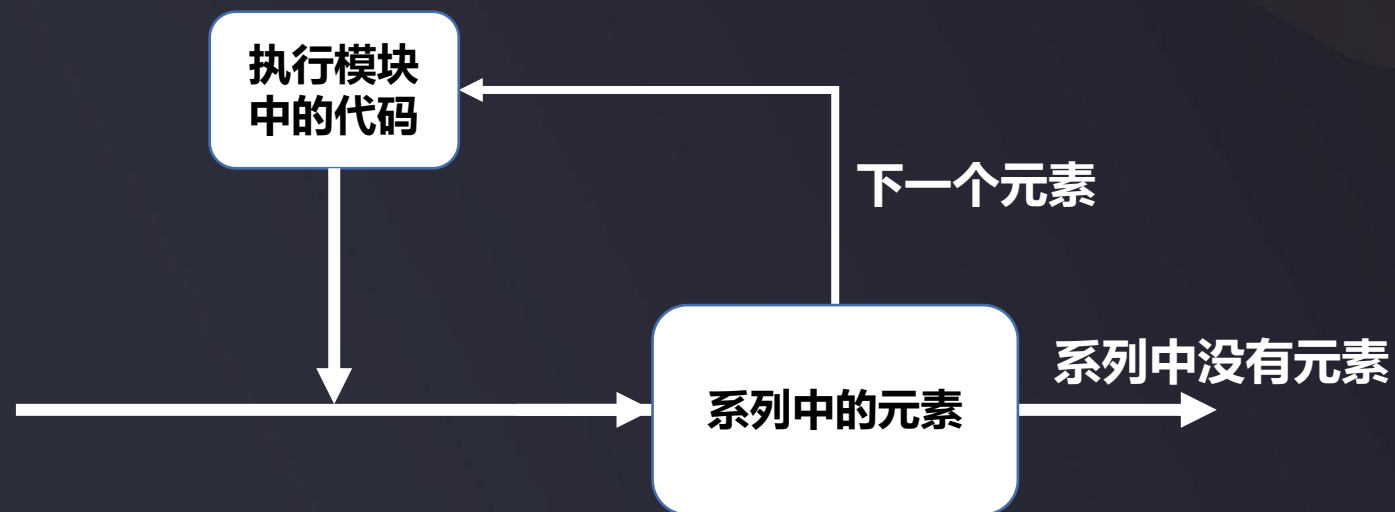 执行模块
中的代码
下一个元素
系列中没有元素
系列中的元素